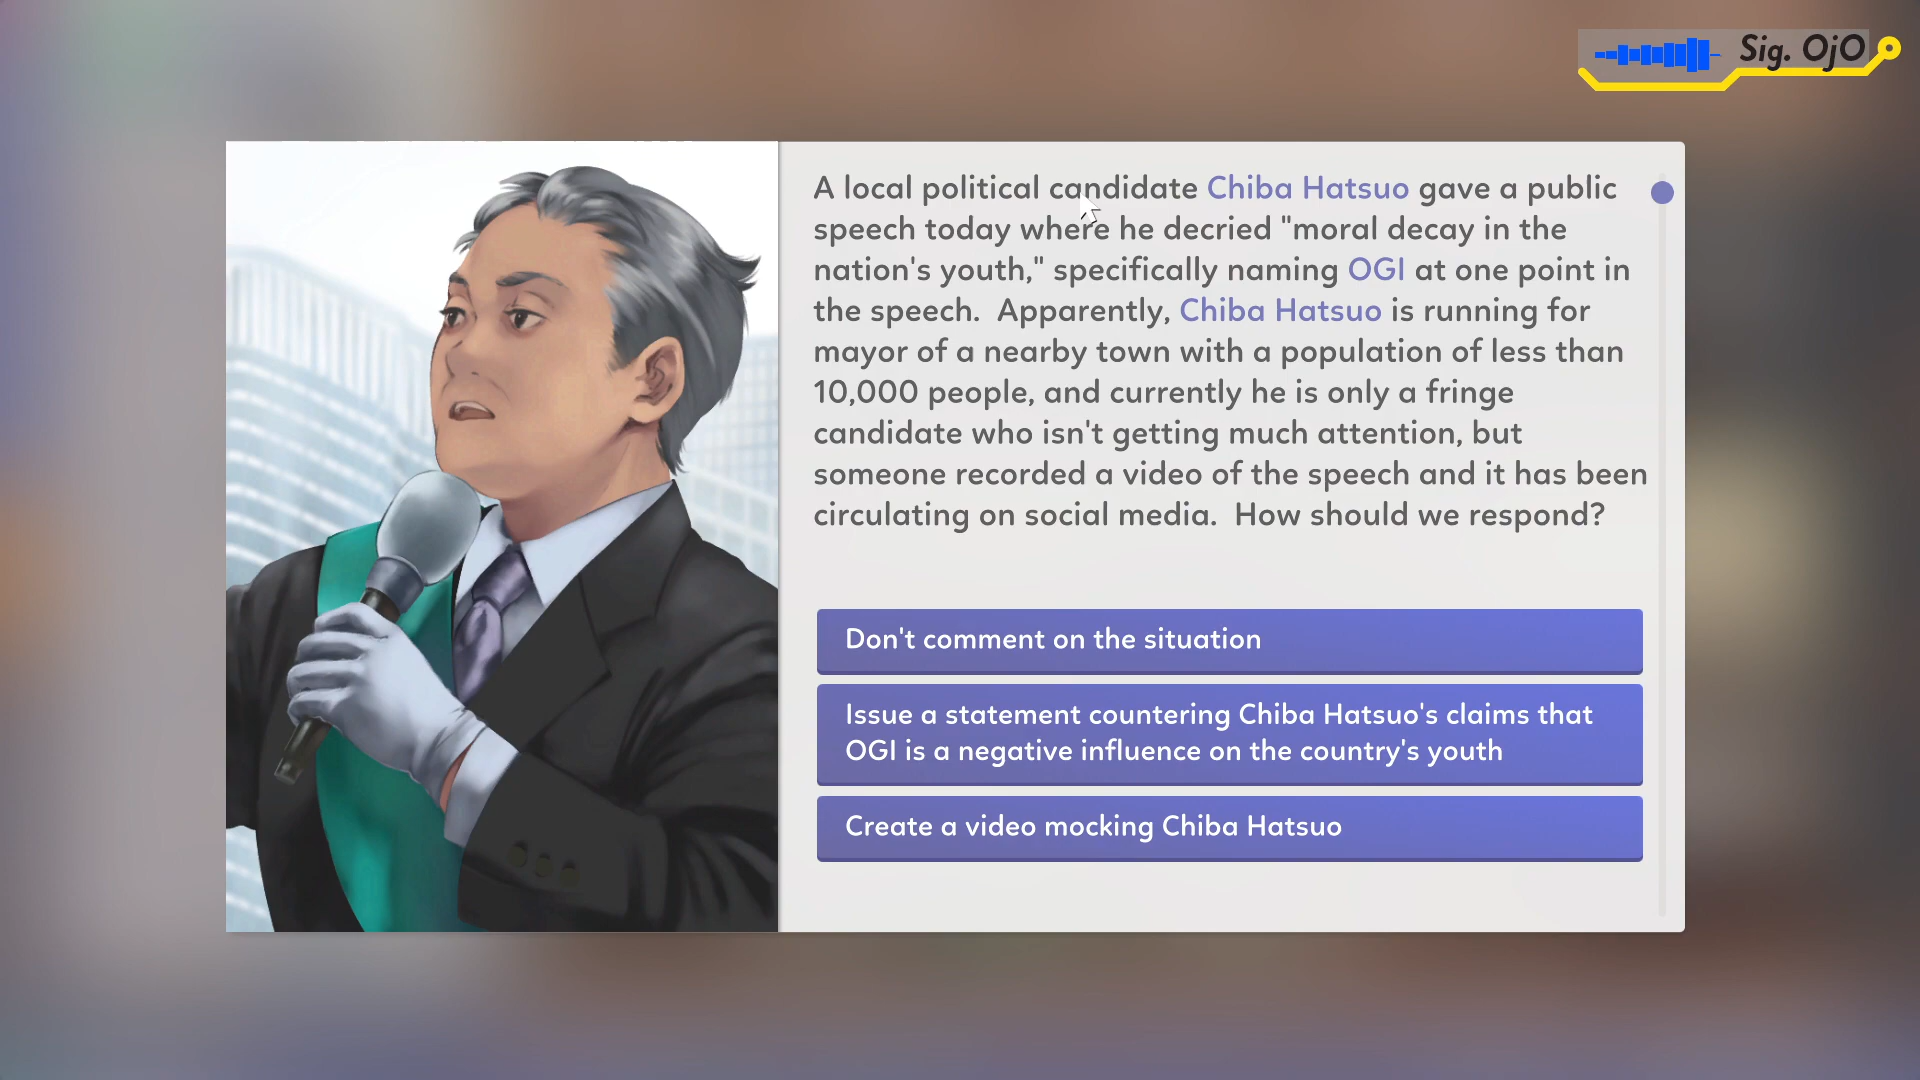 Sig. OjO
A local political candidate Chiba Hatsuo gave a public
speech today where he decried "moral decay in the
nation's youth," specifically naming OGI at one point in
the speech.  Apparently, Chiba Hatsuo is running for
mayor of a nearby town with a population of less than
10,000 people, and currently he is only a fringe
candidate who isn't getting much attention, but
someone recorded a video of the speech and it has been
circulating on social media.  How should we respond?
Don't comment on the situation
Issue a statement countering Chiba Hatsuo's claims that
OGI is a negative influence on the country's youth
Create a video mocking Chiba Hatsuo